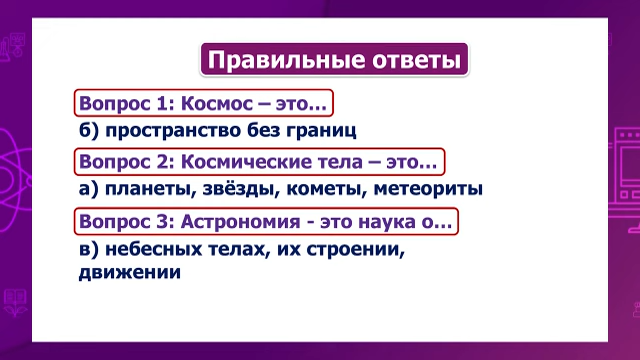 Правильные ответы
Вопрос 1: Космос – это...
б) пространство без границ
Вопрос 2: Космические тела – это...
а) планеты, звёзды, кометы, метеориты
Вопрос 3: Астрономия - это наука о...
в) небесных телах, их строении,
движении